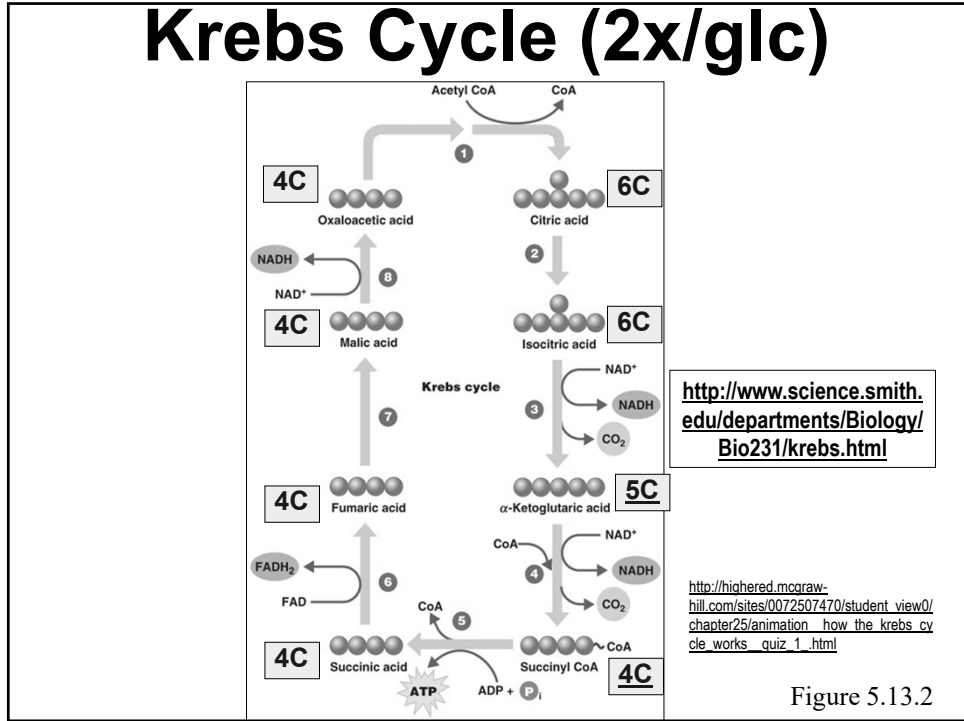 Krebs Cycle (2x/glc)
Acetyl CoA
CoA
1
4C
6C
Oxaloacetic acid
Citric acid
NADH
8
NAD⁺
2
4C
6C
Malic acid
Isocitric acid
Krebs cycle
NAD⁺
3
NADH
CO₂
7
http://www.science.smith.
edu/departments/Biology/
Bio231/krebs.html
4C
5C
Fumaric acid
α-Ketoglutaric acid
FADH₂
6
FAD
CoA
NAD⁺
4
NADH
CO₂
CoA
5
4C
Succinic acid
Succinyl CoA
~CoA
4C
ATP
ADP + Pi
http://highered.mcgraw-
hill.com/sites/0072507470/student_view0/
chapter25/animation__how_the_krebs_cy
cle_works__quiz_1_.html
Figure 5.13.2